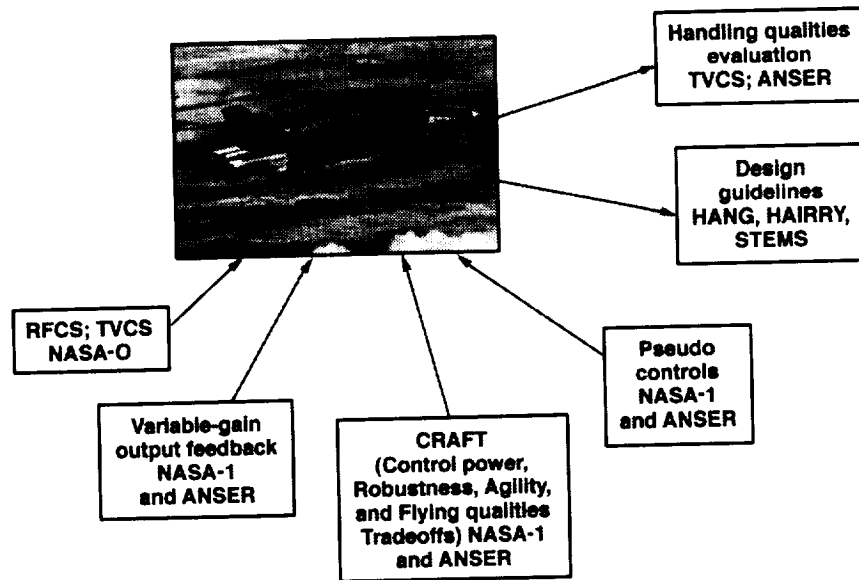 Handling qualities
evaluation
TVCS; ANSER
Design
guidelines
HANG, HAIRRY,
STEMS
RFCS; TVCS
NASA-O
Variable-gain
output feedback
NASA-1
and ANSER
CRAFT
(Control power,
Robustness, Agility,
and Flying qualities
Tradeoffs) NASA-1
and ANSER
Pseudo
controls
NASA-1
and ANSER